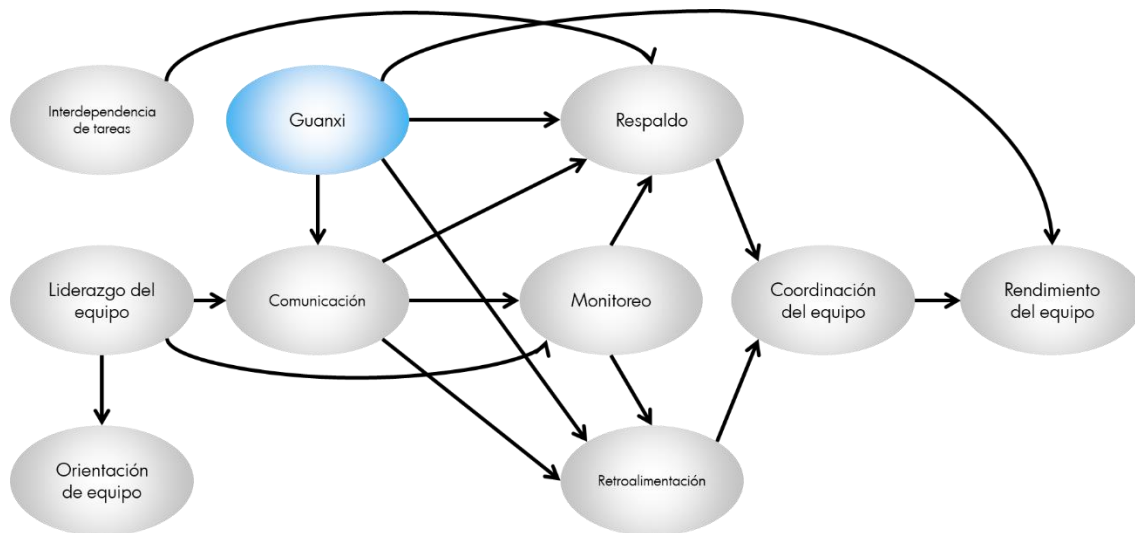 Interdependencia
de tareas
Guanxi
Respaldo
Liderazgo del
equipo
Comunicación
Monitoreo
Coordinación
del equipo
Rendimiento
del equipo
Orientación
de equipo
Retroalimentación